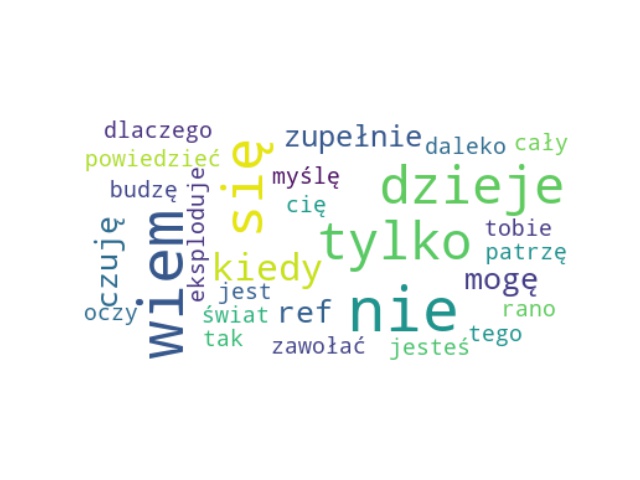 dlaczego
zupełnie
daleko
cały
powiedzieć
się
myślę
dzieje
budzę
eksploduje
cię
tylko
tobie
patrzę
czuję
wiem
kiedy
mogę
jest
nie
rano
oczy
świat
ref
tego
tak
zawołać
jesteś